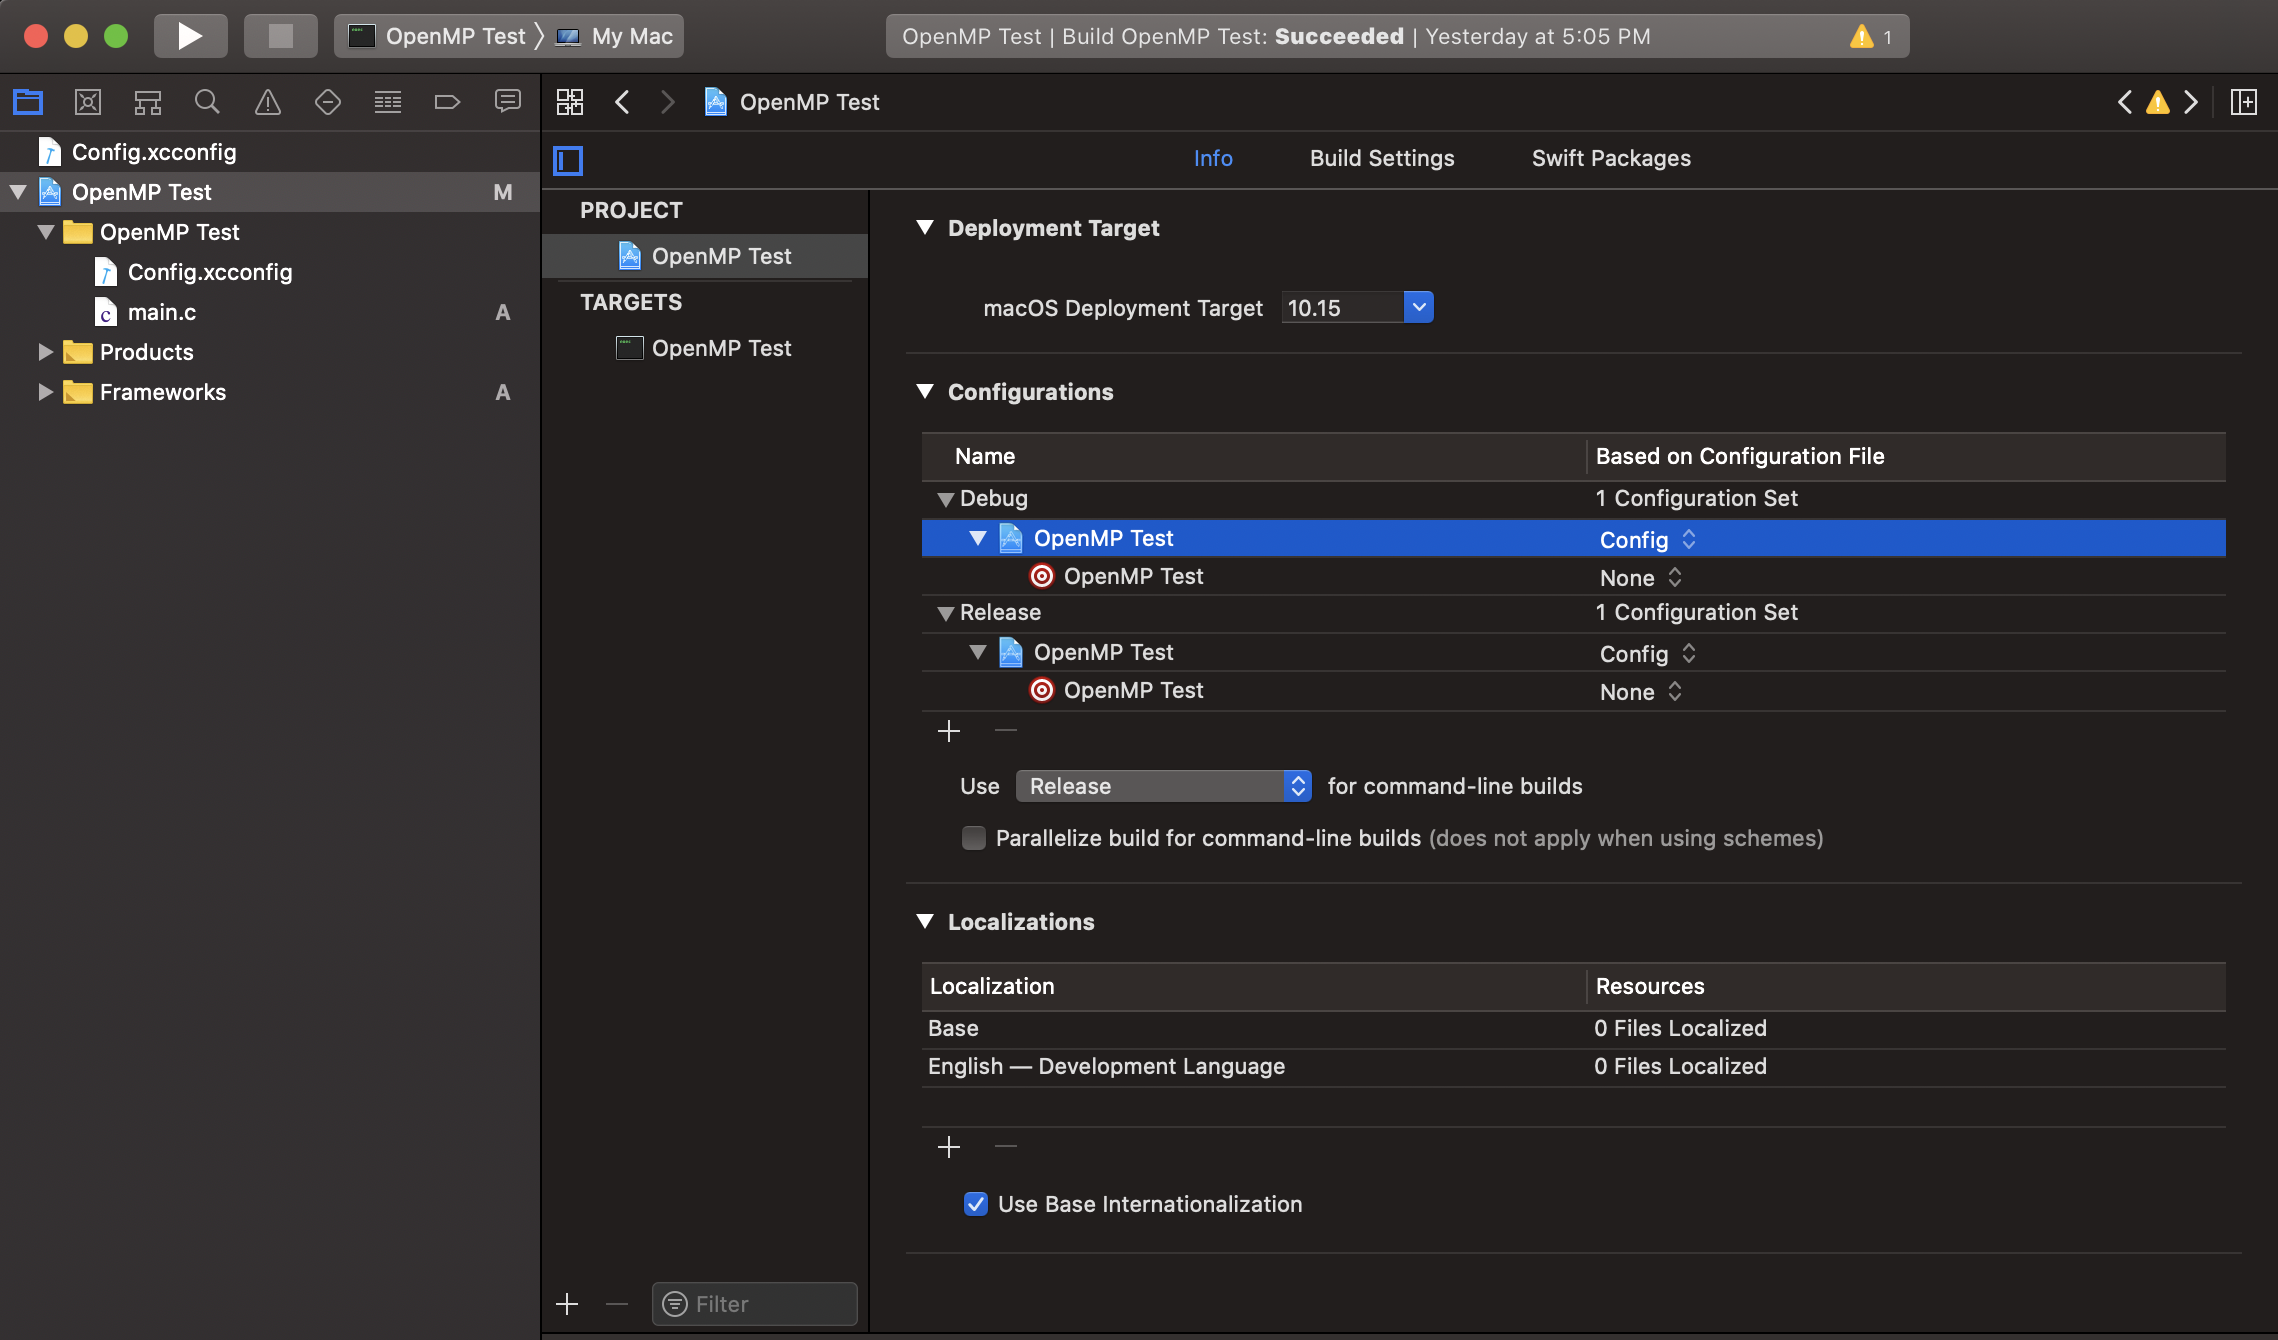 OpenMP Test 〉 My Mac
OpenMP Test | Build OpenMP Test: Succeeded | Yesterday at 5:05 PM
1
OpenMP Test
Config.xcconfig
OpenMP Test M
OpenMP Test
Config.xcconfig
main.c A
Products
Frameworks A
Info Build Settings Swift Packages
PROJECT
OpenMP Test
TARGETS
OpenMP Test
Deployment Target
macOS Deployment Target 10.15
Configurations
Name Based on Configuration File
Debug 1 Configuration Set
OpenMP Test Config
OpenMP Test None
Release 1 Configuration Set
OpenMP Test Config
OpenMP Test None
Use Release for command-line builds
Parallelize build for command-line builds (does not apply when using schemes)
Localizations
Localization Resources
Base 0 Files Localized
English — Development Language 0 Files Localized
Use Base Internationalization
Filter